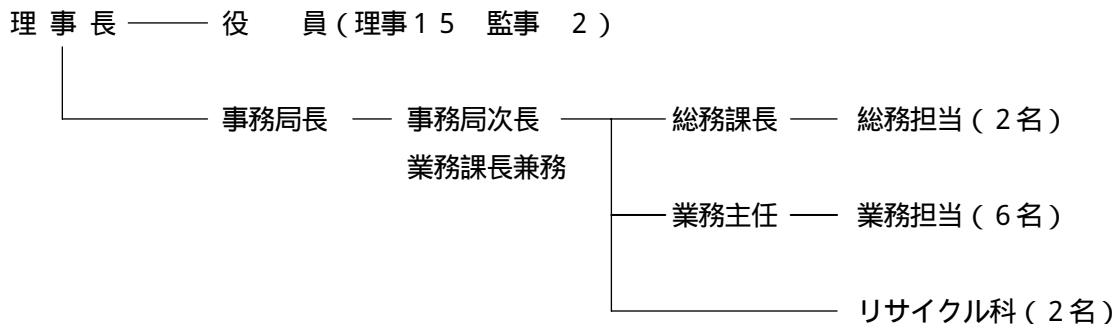 理 事 長 役 員(理事15 監事 2)
事務局長 事務局次長 総務課長 総務担当(2名)
業務課長兼務
業務主任 業務担当(6名)
リサイクル科(2名)